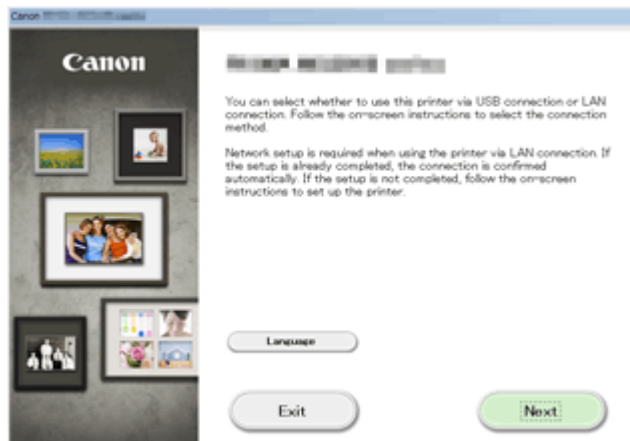 Canon
Canon
You can select whether to use this printer via USB connection or LAN
connection. Follow the on-screen instructions to select the connection
method.
Network setup is required when using the printer via LAN connection. If
the setup is already completed, the connection is confirmed
automatically. If the setup is not completed, follow the on-screen
instructions to set up the printer.
Language
Exit
Next